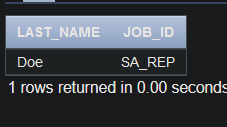 LAST_NAME JOB_ID
Doe SA_REP
1 rows returned in 0.00 seconds